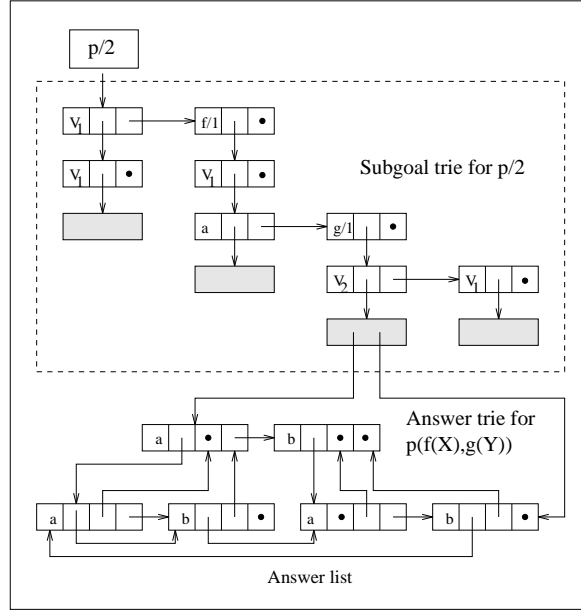 p/2
V1 f/1
V1 V1
Subgoal trie for p/2
a g/1
V2 V1
Answer trie for
p(f(X),g(Y))
a b
a b a b
Answer list